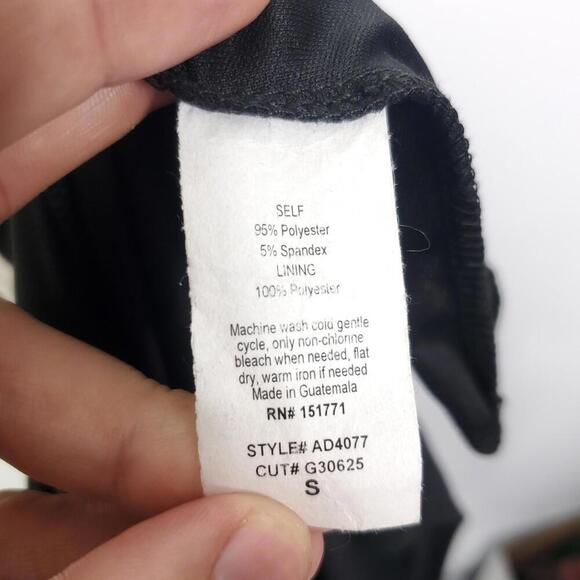 SELF
95% Polyester
5% Spandex
LINING
100% Polyester
Machine wash cold gentle
cycle, only non-chlorine
bleach when needed, flat
dry, warm iron if needed
Made in Guatemala
RN# 151771
STYLE# AD4077
CUT# G30625
S